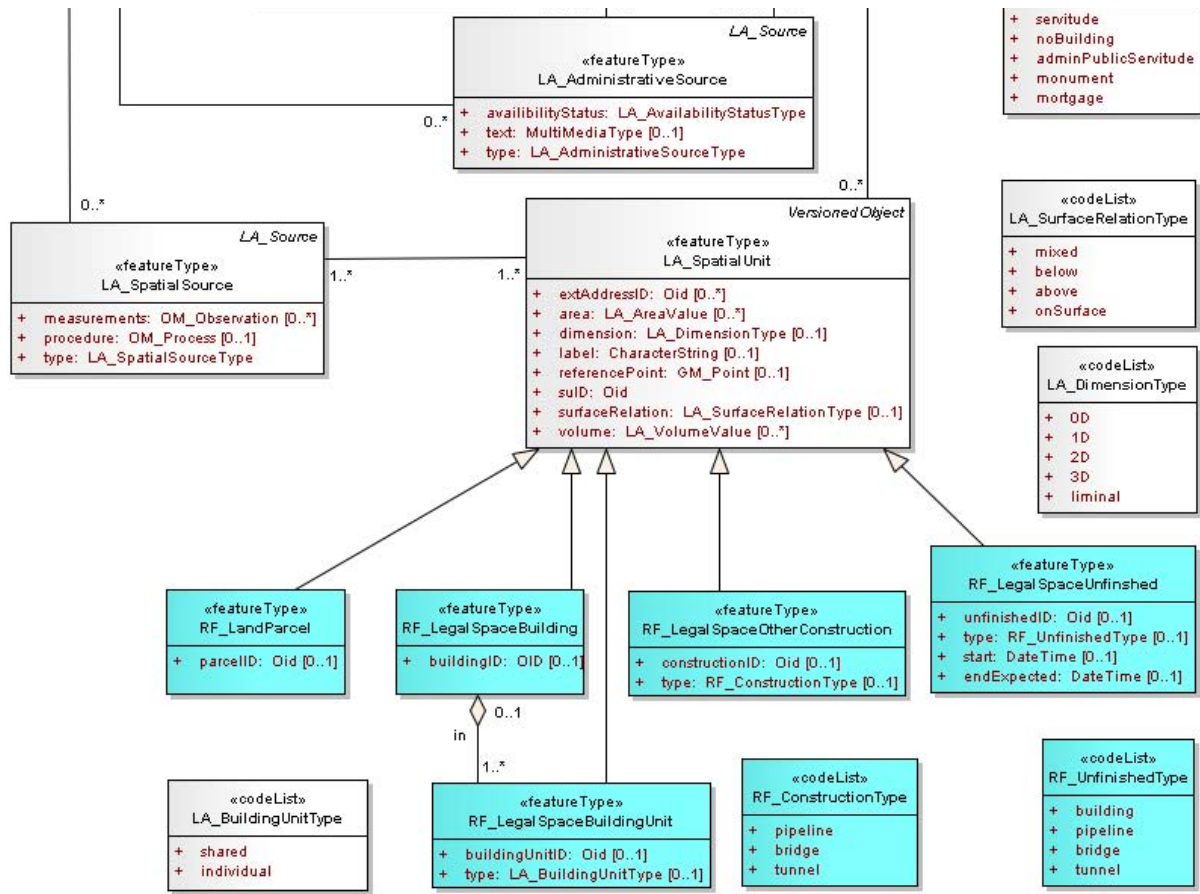 LA_Source
«featureType»
LA_AdministrativeSource
+ availibilityStatus: LA_AvailabilityStatusType
+ text: MultiMediaType [0..1]
+ type: LA_AdministrativeSourceType
0..*
+ servitude
+ noBuilding
+ adminPublicServitude
+ monument
+ mortgage
0..*
LA_Source
«featureType»
LA_SpatialSource
+ measurements: OM_Observation [0..*]
+ procedure: OM_Process [0..1]
+ type: LA_SpatialSourceType
1..*
1..*
0..*
VersionedObject
«featureType»
LA_SpatialUnit
+ extAddressID: Oid [0..*]
+ area: LA_AreaValue [0..*]
+ dimension: LA_DimensionType [0..1]
+ label: CharacterString [0..1]
+ referencePoint: GM_Point [0..1]
+ suID: Oid
+ surfaceRelation: LA_SurfaceRelationType [0..1]
+ volume: LA_VolumeValue [0..*]
«codeList»
LA_SurfaceRelationType
+ mixed
+ below
+ above
+ onSurface
«codeList»
LA_DimensionType
+ 0D
+ 1D
+ 2D
+ 3D
+ liminal
«featureType»
RF_LandParcel
+ parcelID: Oid [0..1]
«featureType»
RF_LegalSpaceBuilding
+ buildingID: OID [0..1]
«featureType»
RF_LegalSpaceOtherConstruction
+ constructionID: Oid [0..1]
+ type: RF_ConstructionType [0..1]
«featureType»
RF_LegalSpaceUnfinshed
+ unfinishedID: Oid [0..1]
+ type: RF_UnfinishedType [0..1]
+ start: DateTime [0..1]
+ endExpected: DateTime [0..1]
0..1
in
1..*
«codeList»
LA_BuildingUnitType
+ shared
+ individual
«featureType»
RF_LegalSpaceBuildingUnit
+ buildingUnitID: Oid [0..1]
+ type: LA_BuildingUnitType [0..1]
«codeList»
RF_ConstructionType
+ pipeline
+ bridge
+ tunnel
«codeList»
RF_UnfinishedType
+ building
+ pipeline
+ bridge
+ tunnel